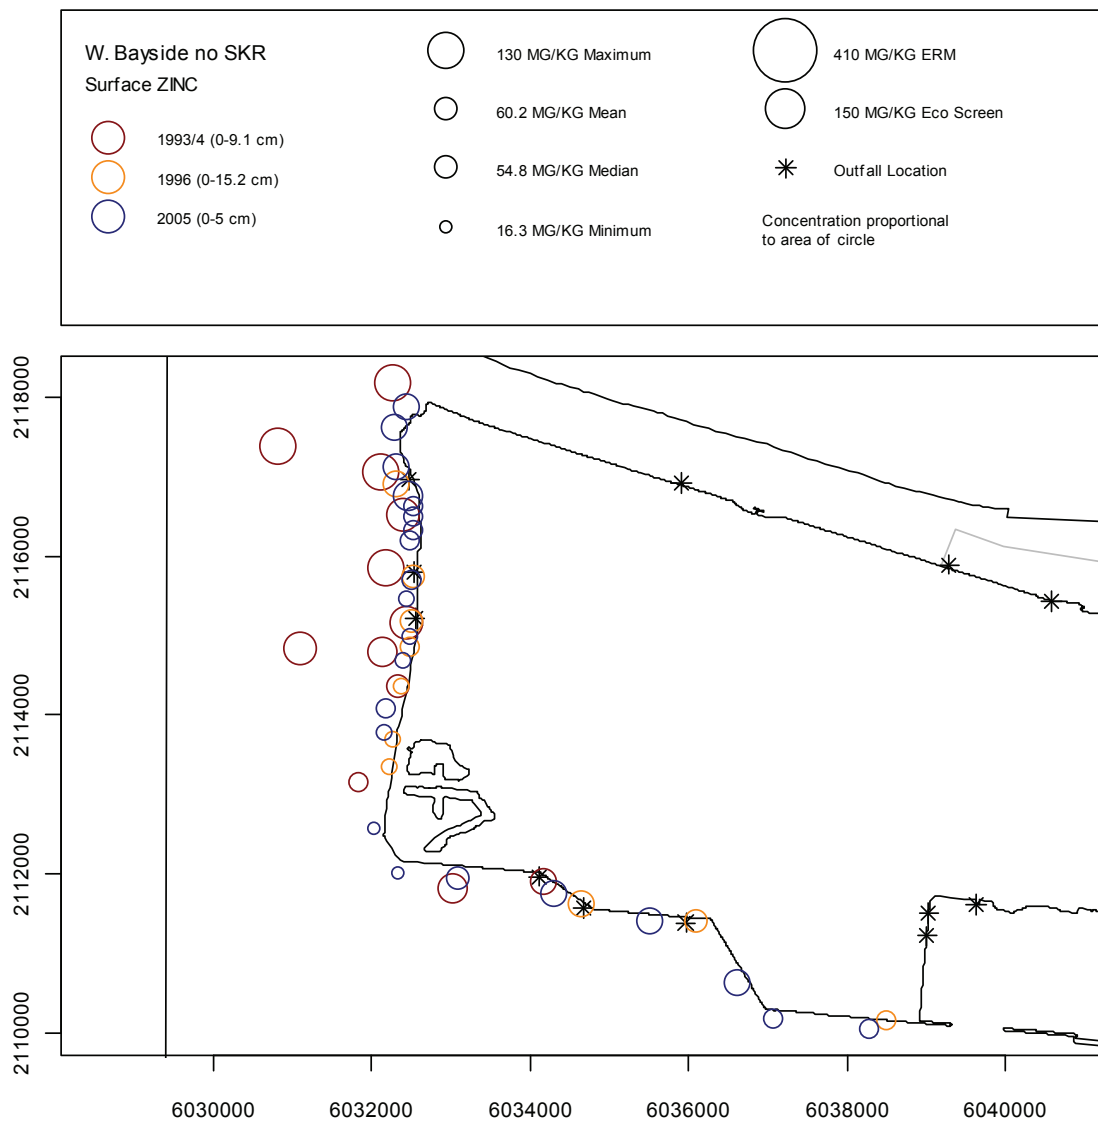 W. Bayside no SKR
Surface ZINC
1993/4 (0-9.1 cm)
1996 (0-15.2 cm)
2005 (0-5 cm)
130 MG/KG Maximum
60.2 MG/KG Mean
54.8 MG/KG Median
16.3 MG/KG Minimum
410 MG/KG ERM
150 MG/KG Eco Screen
Outfall Location
Concentration proportional
to area of circle
2118000
2116000
2114000
2112000
2110000
6030000
6032000
6034000
6036000
6038000
6040000